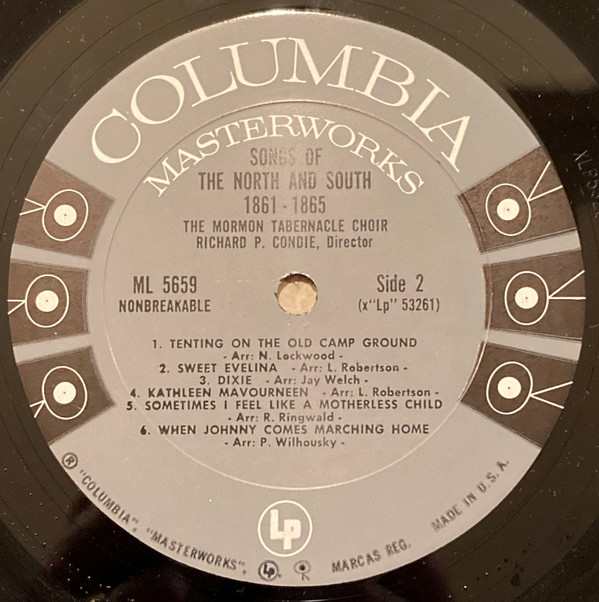 COLUMBIA
MASTERWORKS
SONGS OF
THE NORTH AND SOUTH
1861-1865
THE MORMON TABERNACLE CHOIR
RICHARD P. CONDIE, Director
ML 5659
NONBREAKABLE
Side 2
(x"Lp" 53261)
1. TENTING ON THE OLD CAMP GROUND
- Arr: N. Lockwood -
2. SWEET EVELINA - Arr: L. Robertson -
3. DIXIE - Arr: Jay Welch -
4. KATHLEEN MAVOURNEEN - Arr: L. Robertson -
5. SOMETIMES I FEEL LIKE A MOTHERLESS CHILD
- Arr: R. Ringwald -
6. WHEN JOHNNY COMES MARCHING HOME
- Arr: P. Wilhousky -
Lp
® "COLUMBIA", "MASTERWORKS", Lp MARCAS REG. MADE IN U.S.A.